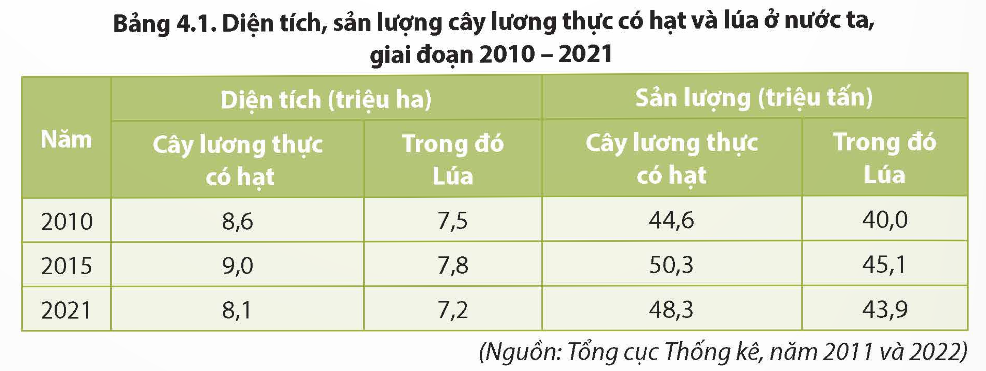 Bảng 4.1. Diện tích, sản lượng cây lương thực có hạt và lúa ở nước ta,
giai đoạn 2010 – 2021
Năm
Diện tích (triệu ha)
Sản lượng (triệu tấn)
Cây lương thực
có hạt
Trong đó
Lúa
Cây lương thực
có hạt
Trong đó
Lúa
2010 8,6 7,5 44,6 40,0
2015 9,0 7,8 50,3 45,1
2021 8,1 7,2 48,3 43,9
(Nguồn: Tổng cục Thống kê, năm 2011 và 2022)